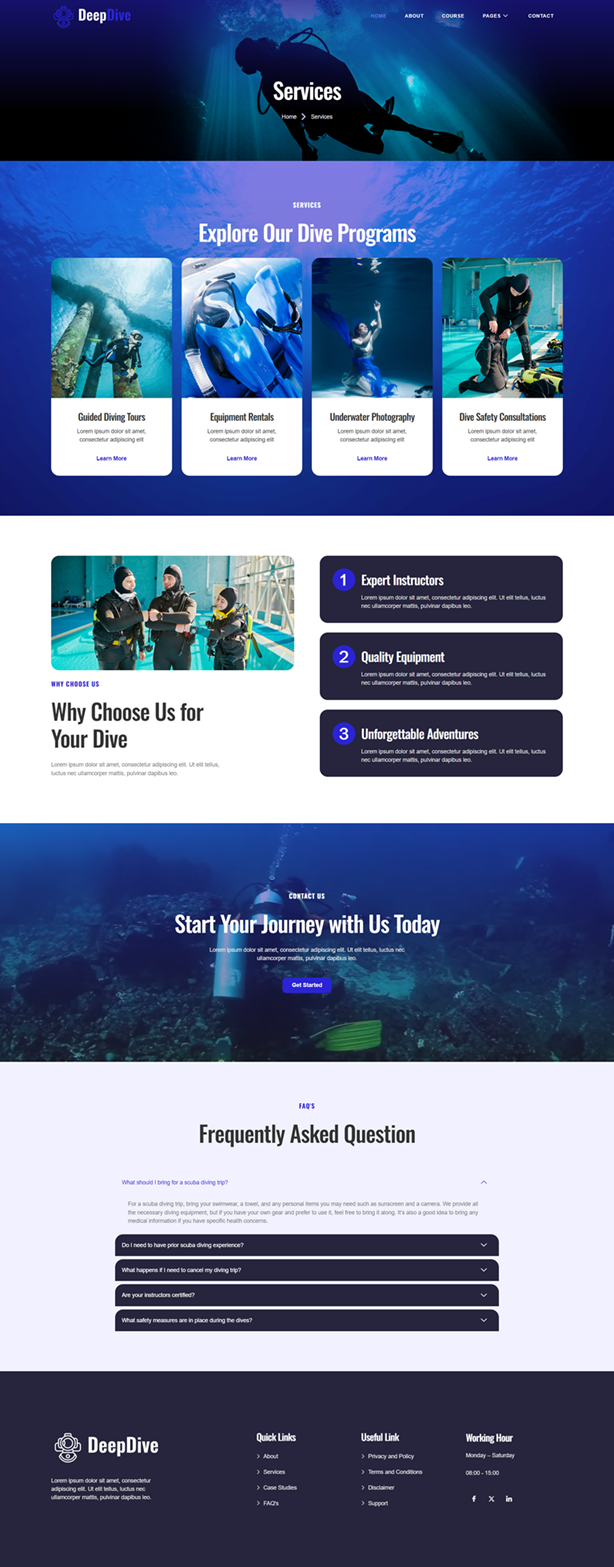 DeepDive
HOME
ABOUT
COURSE
PAGES
CONTACT
Services
Home
Services
SERVICES
Explore Our Dive Programs
Guided Diving Tours
Lorem ipsum dolor sit amet,
consectetur adipiscing elit
Learn More
Equipment Rentals
Lorem ipsum dolor sit amet,
consectetur adipiscing elit
Learn More
Underwater Photography
Lorem ipsum dolor sit amet,
consectetur adipiscing elit
Learn More
Dive Safety Consultations
Lorem ipsum dolor sit amet,
consectetur adipiscing elit
Learn More
WHY CHOOSE US
Why Choose Us for
Your Dive
Lorem ipsum dolor sit amet, consectetur adipiscing elit. Ut elit tellus,
luctus nec ullamcorper mattis, pulvinar dapibus leo.
1
Expert Instructors
Lorem ipsum dolor sit amet, consectetur adipiscing elit. Ut elit tellus, luctus
nec ullamcorper mattis, pulvinar dapibus leo.
2
Quality Equipment
Lorem ipsum dolor sit amet, consectetur adipiscing elit. Ut elit tellus, luctus
nec ullamcorper mattis, pulvinar dapibus leo.
3
Unforgettable Adventures
Lorem ipsum dolor sit amet, consectetur adipiscing elit. Ut elit tellus, luctus
nec ullamcorper mattis, pulvinar dapibus leo.
CONTACT US
Start Your Journey with Us Today
Lorem ipsum dolor sit amet, consectetur adipiscing elit. Ut elit tellus, luctus nec
ullamcorper mattis, pulvinar dapibus leo.
Get Started
FAQ'S
Frequently Asked Question
What should I bring for a scuba diving trip?
For a scuba diving trip, bring your swimwear, a towel, and any personal items you may need such as sunscreen and a camera. We provide all
the necessary diving equipment, but if you have your own gear and prefer to use it, feel free to bring it along. It's also a good idea to bring any
medical information if you have specific health concerns.
Do I need to have prior scuba diving experience?
What happens if I need to cancel my diving trip?
Are your instructors certified?
What safety measures are in place during the dives?
DeepDive
Lorem ipsum dolor sit amet, consectetur
adipiscing elit. Ut elit tellus, luctus nec
ullamcorper mattis, pulvinar dapibus leo.
Quick Links
About
Services
Case Studies
FAQ's
Useful Link
Privacy and Policy
Terms and Conditions
Disclaimer
Support
Working Hour
Monday – Saturday
08:00 - 15:00